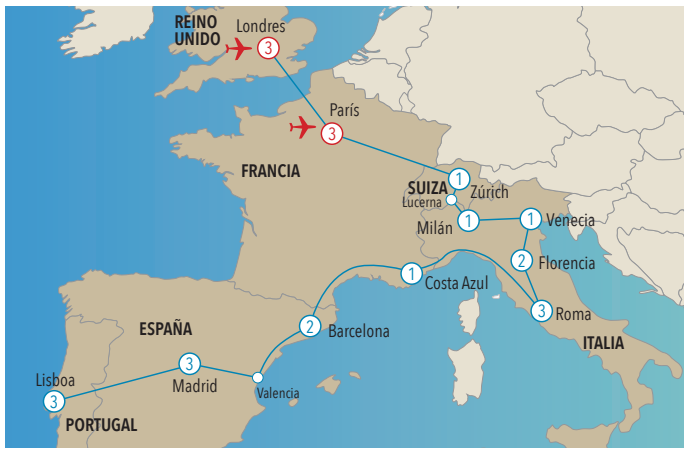 REINO
UNIDO
Londres
3
París
3
FRANCIA
SUIZA
Lucerna
1
Zúrich
Milán
1
1
Venecia
2
Florencia
3
Roma
ITALIA
1
Costa Azul
2
Barcelona
ESPAÑA
3
Madrid
Valencia
Lisboa
3
PORTUGAL